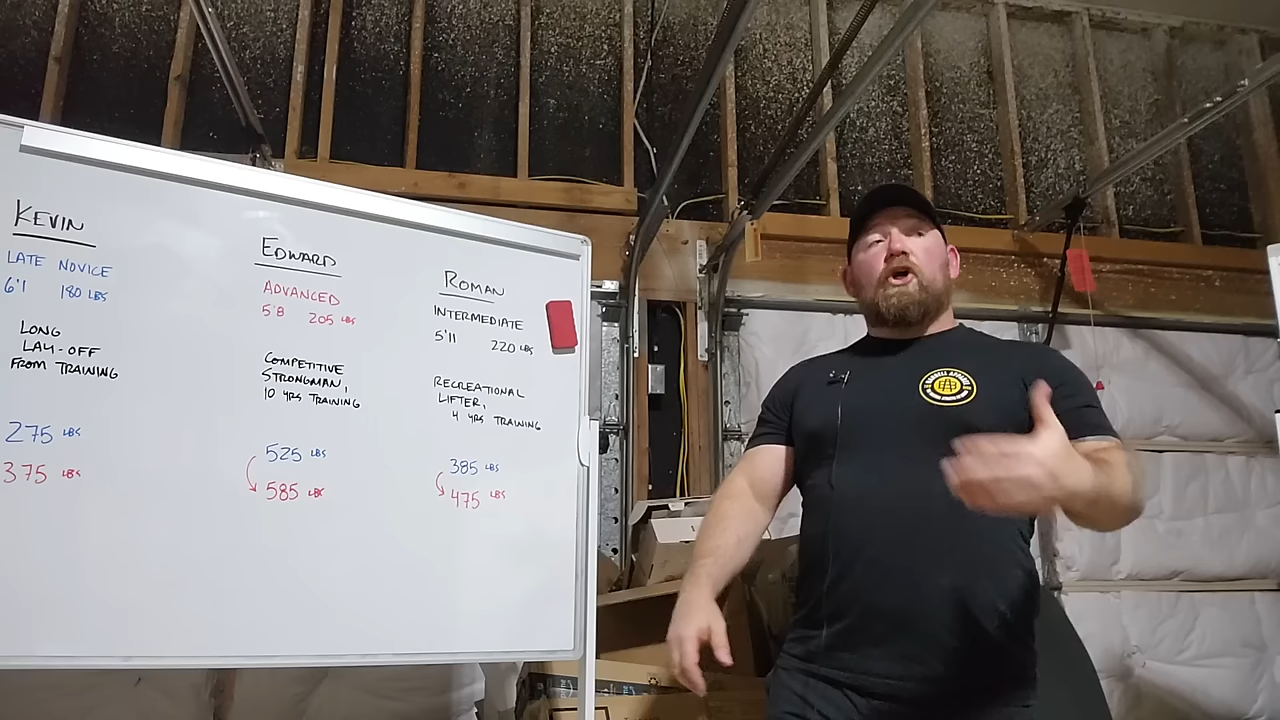 KEVIN
LATE NOVICE
6'1 180 LBS
LONG
LAY-OFF
FROM TRAINING
275 LBS
375 LBS
EDWARD
ADVANCED
5'8 205 LBS
COMPETITIVE
STRONGMAN,
10 YRS TRAINING
525 LBS
585 LBS
ROMAN
INTERMEDIATE
5'11 220 LBS
RECREATIONAL
LIFTER,
4 YRS TRAINING
385 LBS
475 LBS